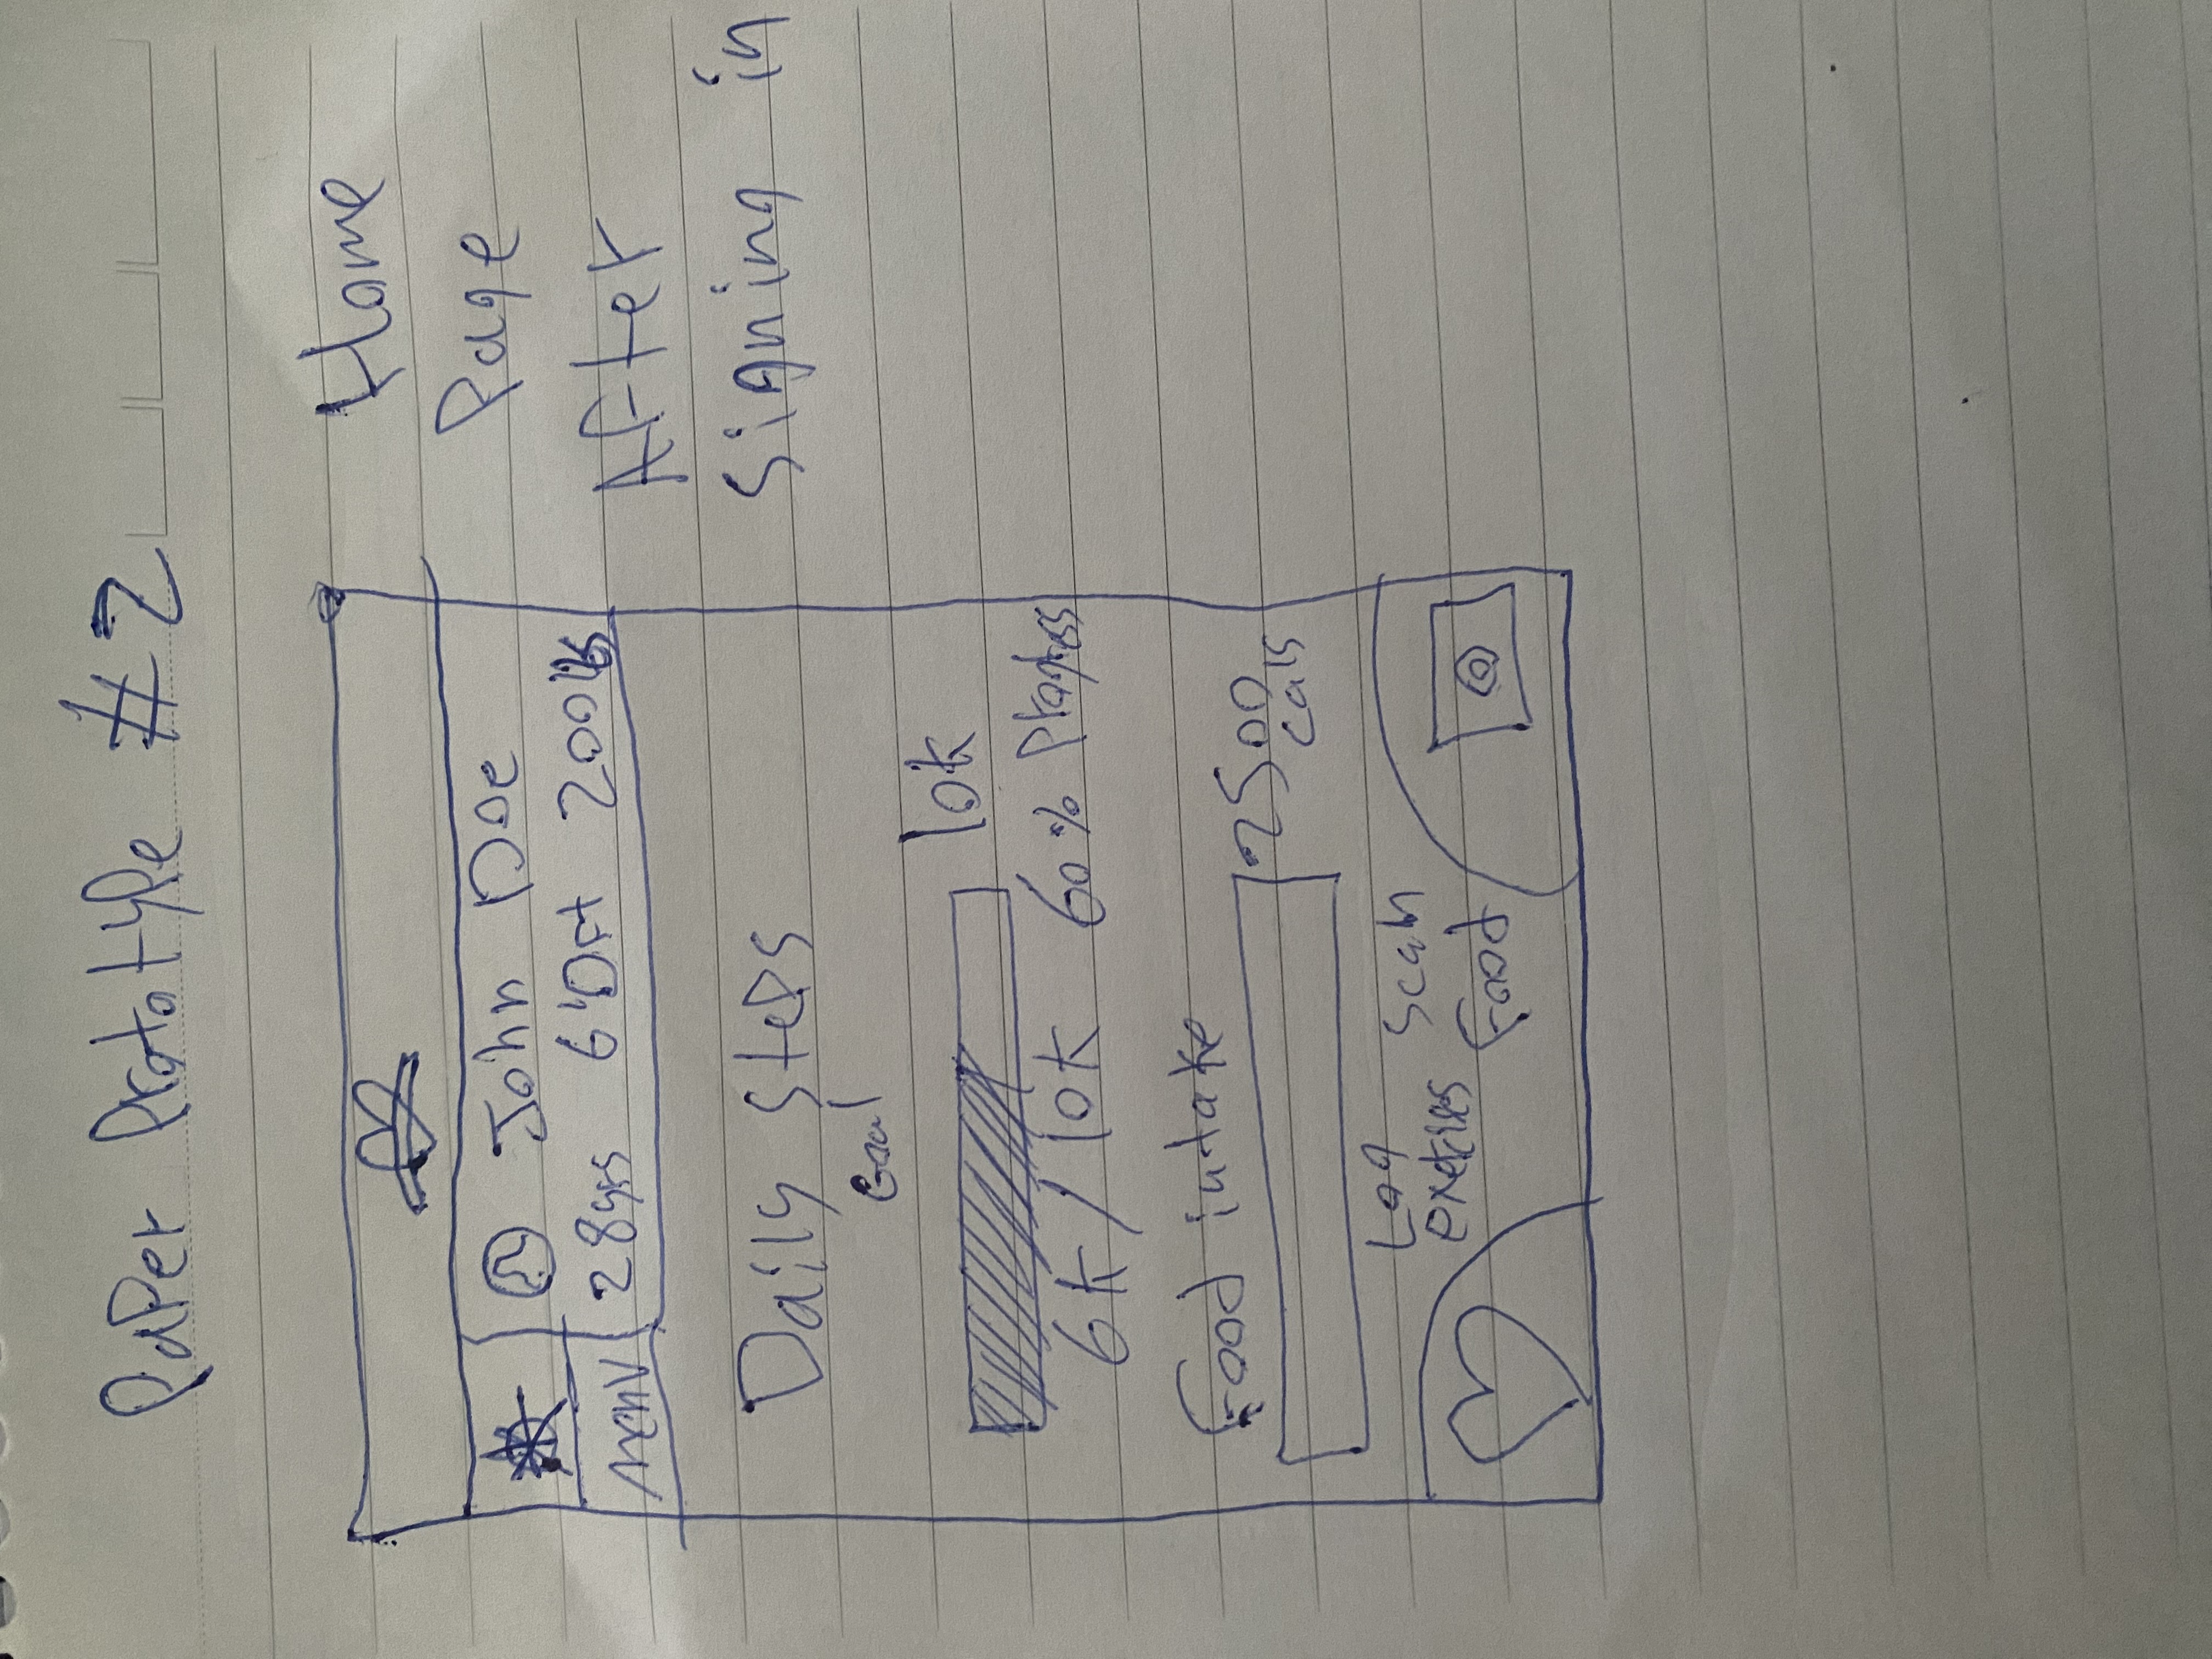 Paper Prototype #2
Home
Page
After
Signing in
John Doe
menu
28yrs 6'0ft 200lbs
Daily Steps
Goal
10k
6k / 10k 60% Progress
Food intake
2500
cals
Log
exercises
Scan
Food